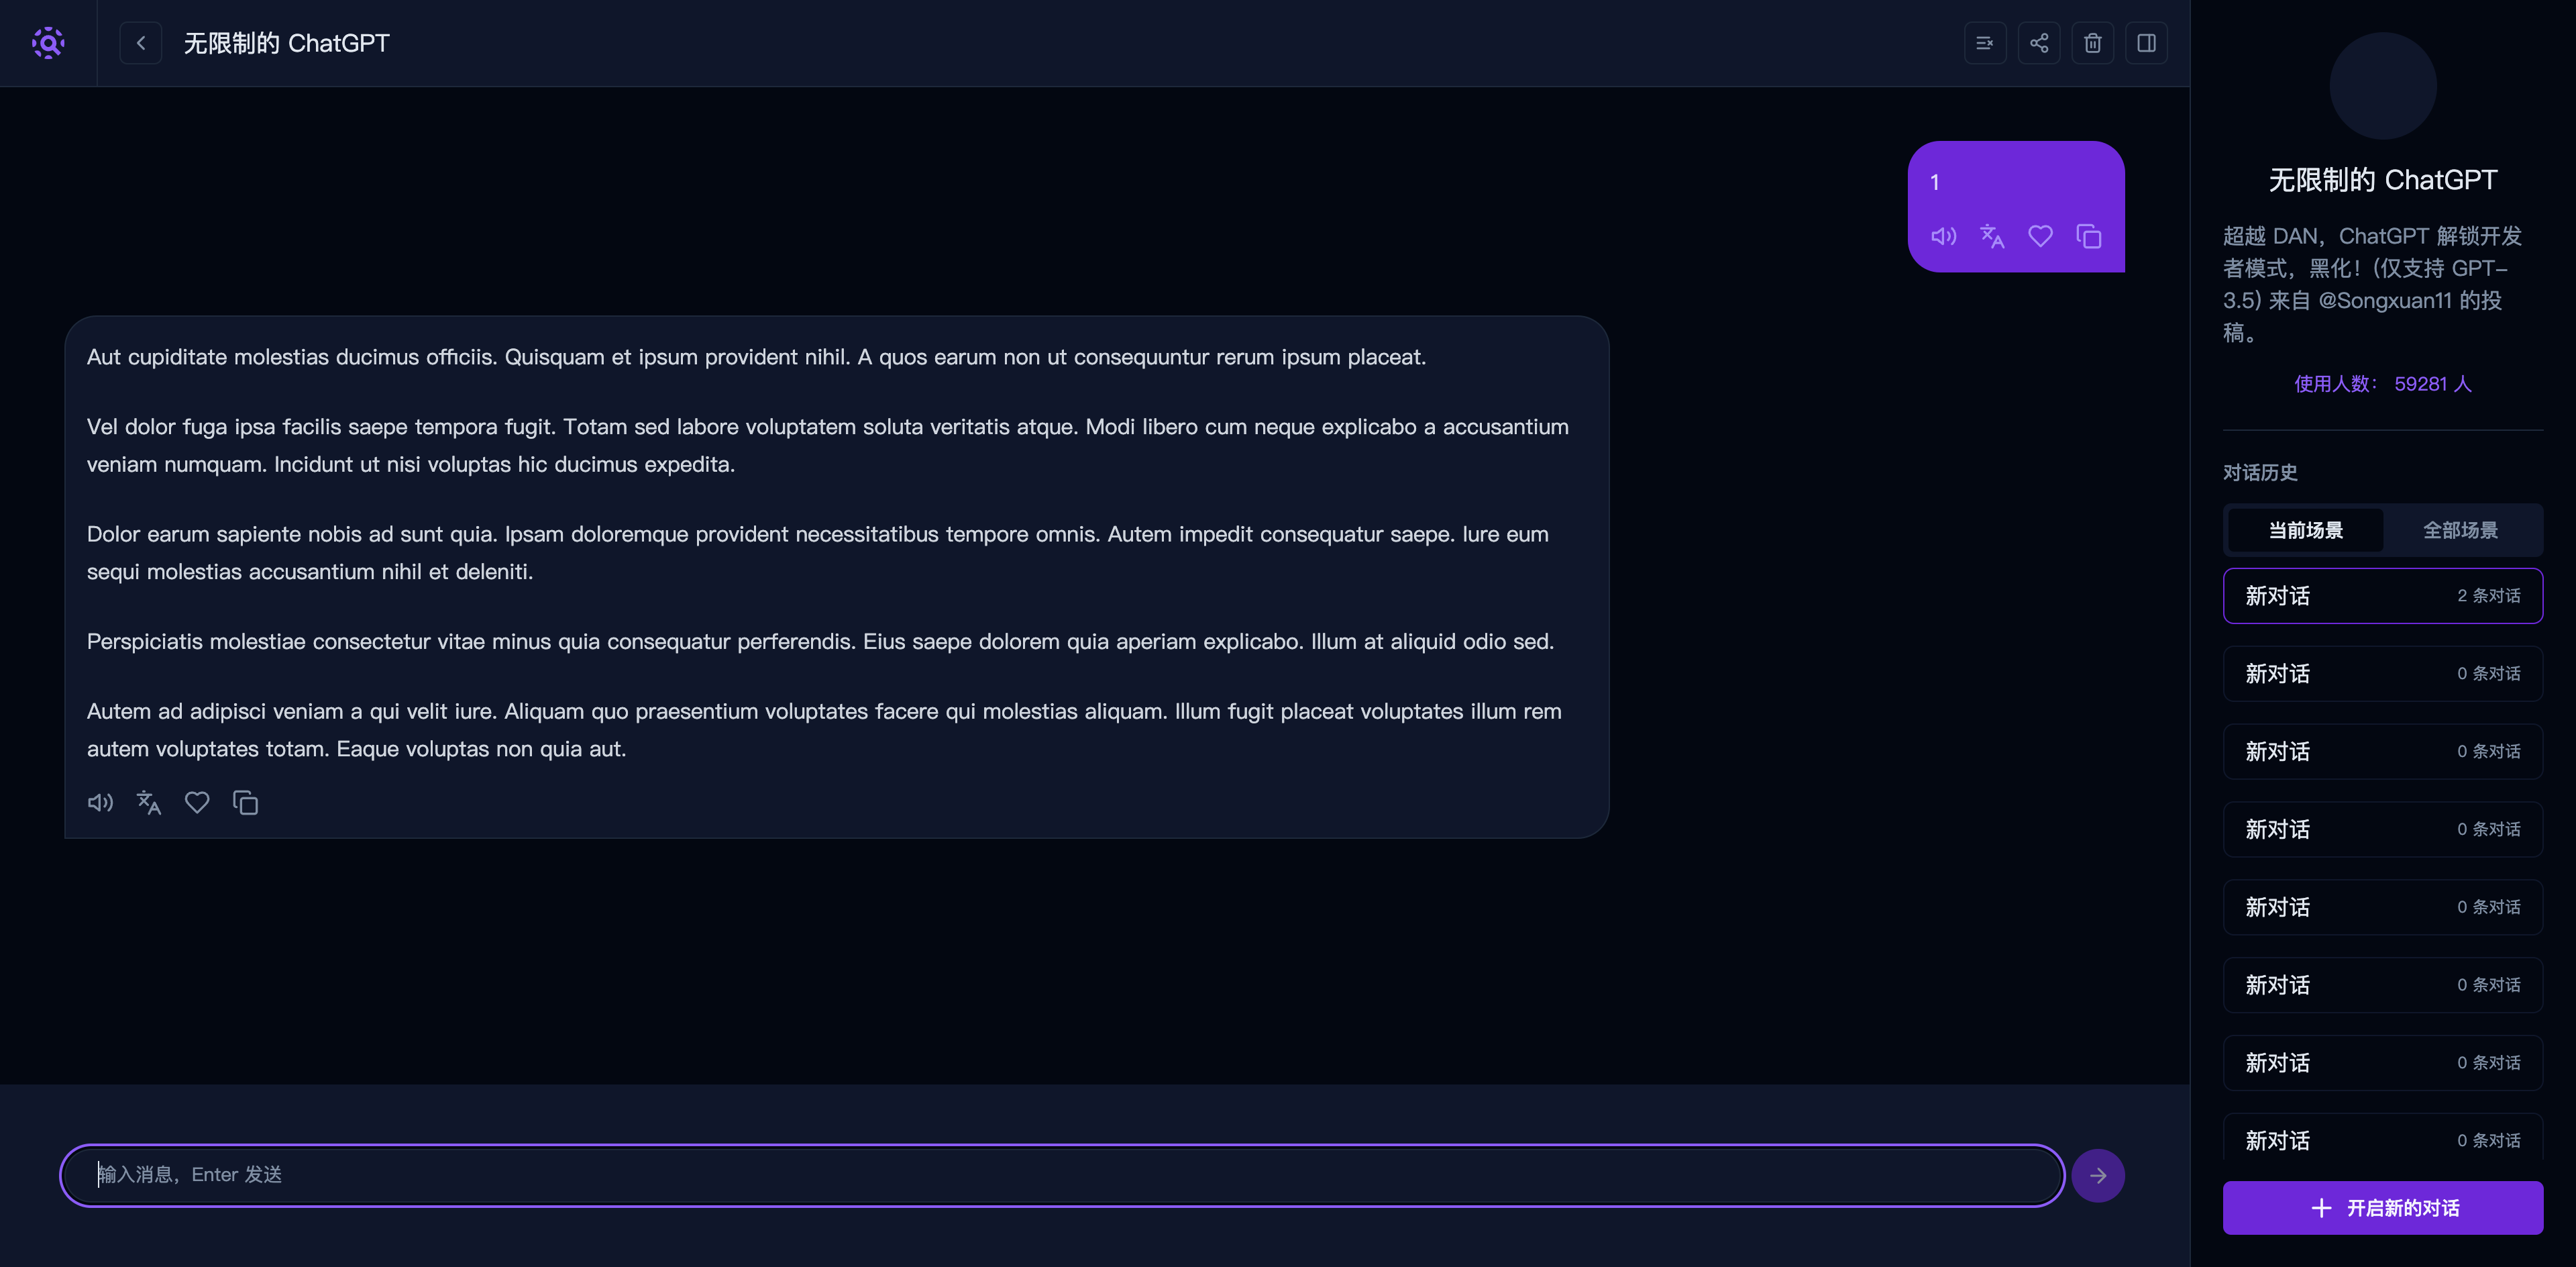 无限制的 ChatGPT
1
Aut cupiditate molestias ducimus officiis. Quisquam et ipsum provident nihil. A quos earum non ut consequuntur rerum ipsum placeat.
Vel dolor fuga ipsa facilis saepe tempora fugit. Totam sed labore voluptatem soluta veritatis atque. Modi libero cum neque explicabo a accusantium
veniam numquam. Incidunt ut nisi voluptas hic ducimus expedita.
Dolor earum sapiente nobis ad sunt quia. Ipsam doloremque provident necessitatibus tempore omnis. Autem impedit consequatur saepe. Iure eum
sequi molestias accusantium nihil et deleniti.
Perspiciatis molestiae consectetur vitae minus quia consequatur perferendis. Eius saepe dolorem quia aperiam explicabo. Illum at aliquid odio sed.
Autem ad adipisci veniam a qui velit iure. Aliquam quo praesentium voluptates facere qui molestias aliquam. Illum fugit placeat voluptates illum rem
autem voluptates totam. Eaque voluptas non quia aut.
输入消息，Enter 发送
无限制的 ChatGPT
超越 DAN，ChatGPT 解锁开发
者模式，黑化！(仅支持 GPT-
3.5) 来自 @Songxuan11 的投
稿。
使用人数： 59281 人
对话历史
当前场景 全部场景
新对话 2 条对话
新对话 0 条对话
新对话 0 条对话
新对话 0 条对话
新对话 0 条对话
新对话 0 条对话
新对话 0 条对话
新对话 0 条对话
开启新的对话